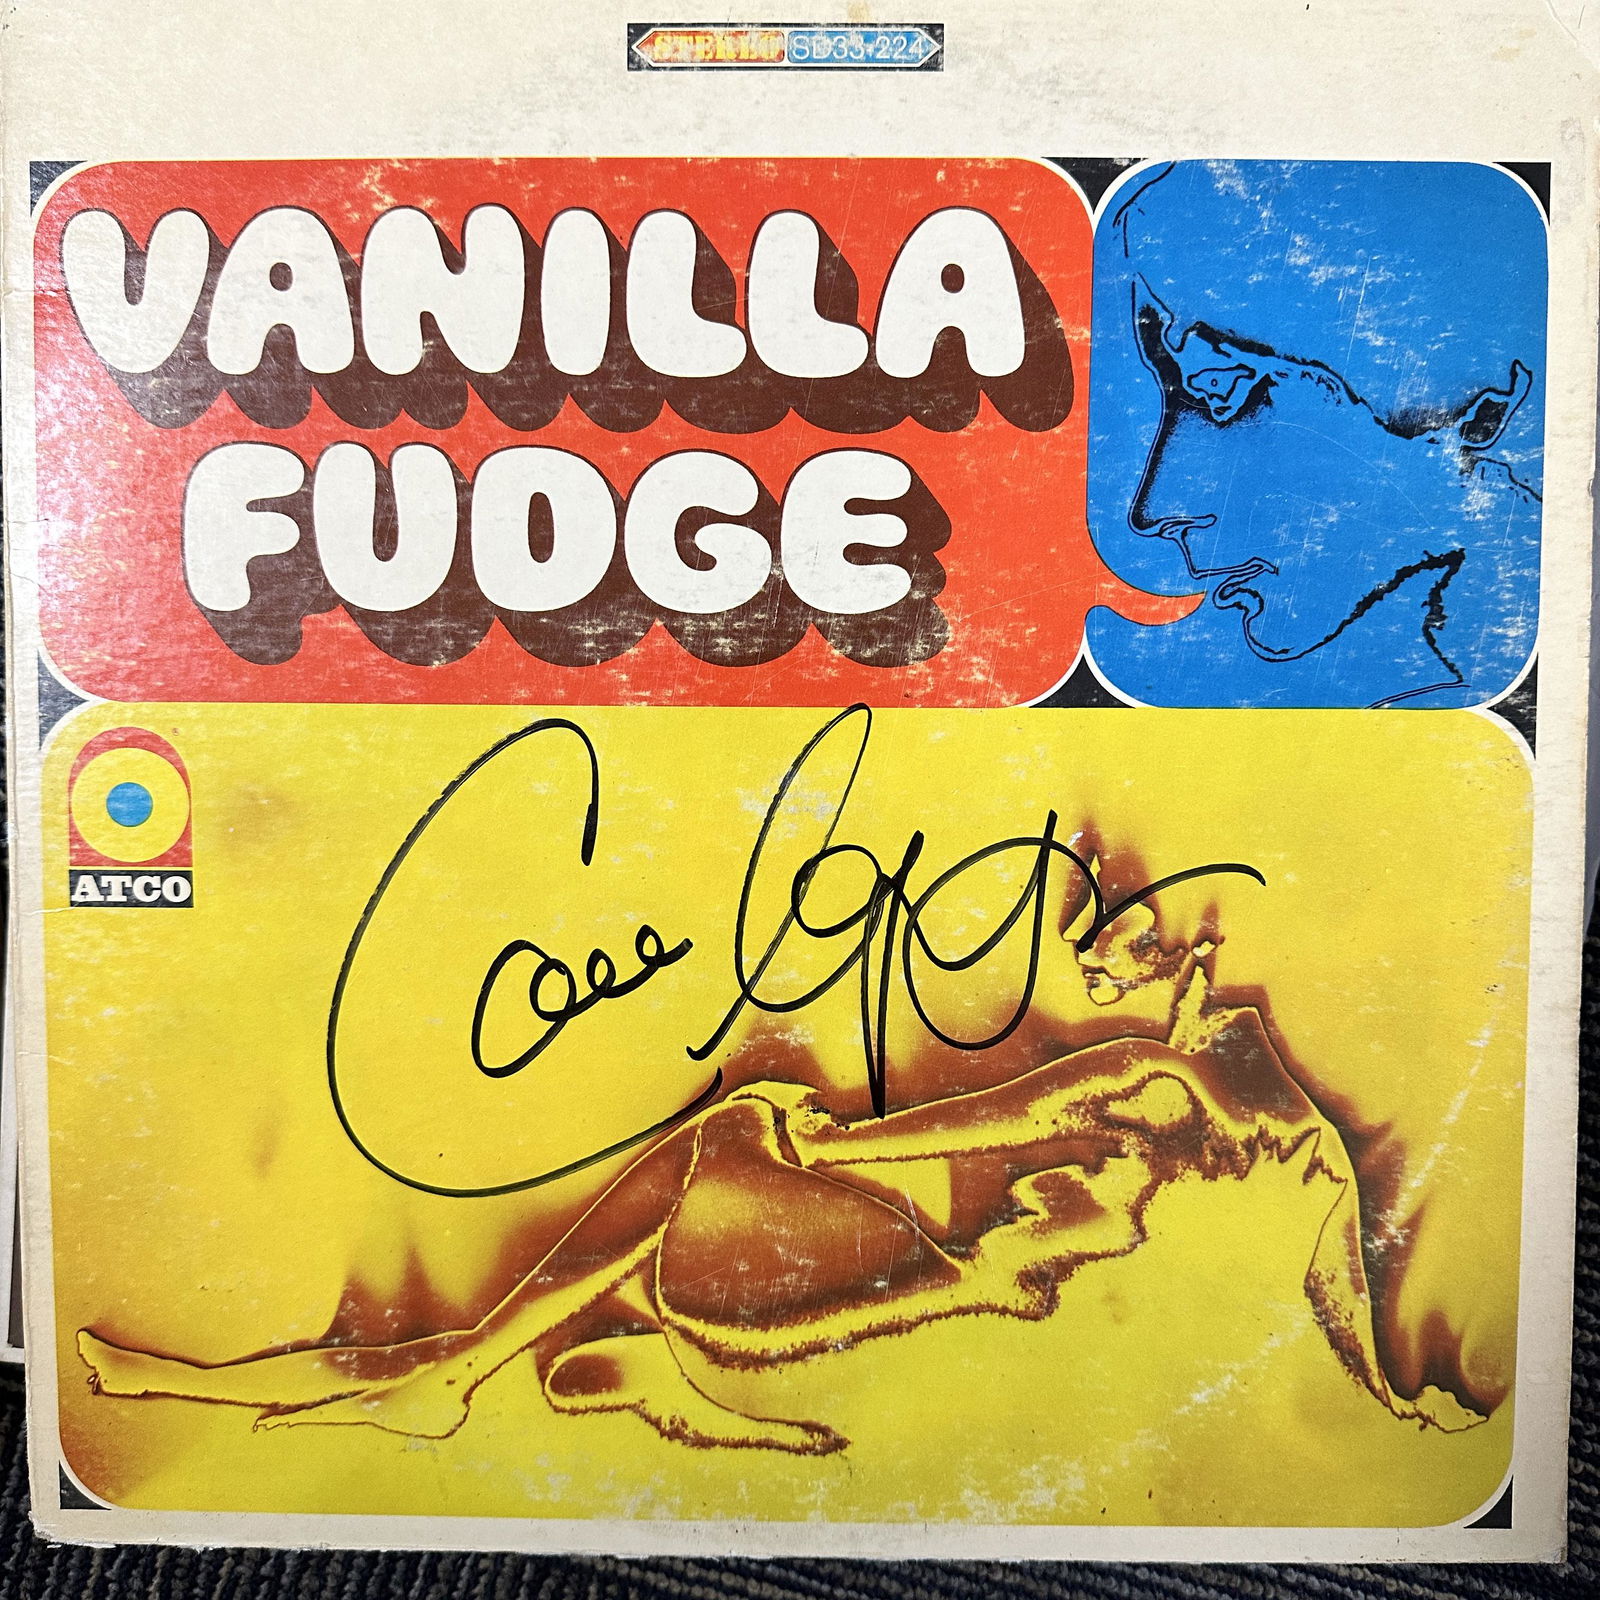 STEREO SD33-224
VANILLA
FUDGE
ATCO